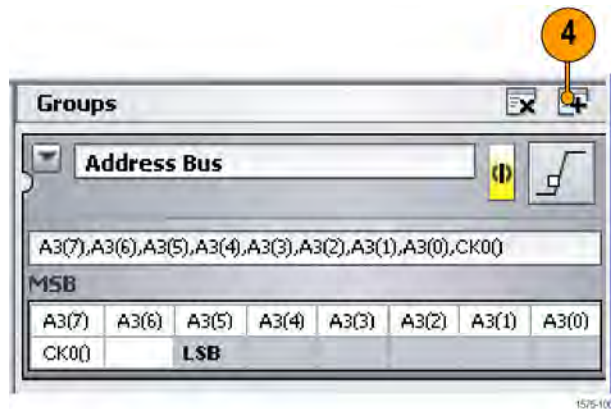 4
Groups
Address Bus
A3(7),A3(6),A3(5),A3(4),A3(3),A3(2),A3(1),A3(0),CK0()
MSB
A3(7) A3(6) A3(5) A3(4) A3(3) A3(2) A3(1) A3(0)
CK0() LSB